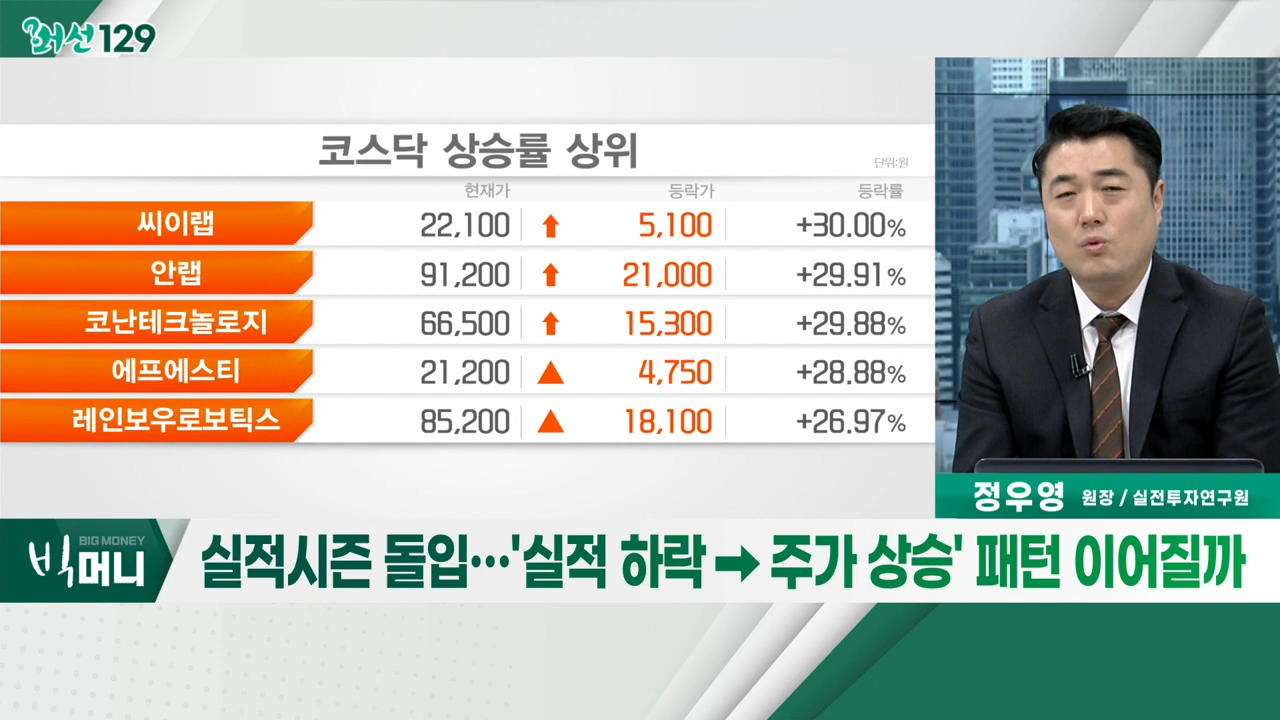 머선129
코스닥 상승률 상위
단위:원
현재가 등락가 등락률
씨이랩 22,100 ⬆ 5,100 +30.00%
안랩 91,200 ⬆ 21,000 +29.91%
코난테크놀로지 66,500 ⬆ 15,300 +29.88%
에프에스티 21,200 ▲ 4,750 +28.88%
레인보우로보틱스 85,200 ▲ 18,100 +26.97%
정우영 원장 / 실전투자연구원
BIG MONEY
빅머니
실적시즌 돌입…'실적 하락 ➡ 주가 상승' 패턴 이어질까